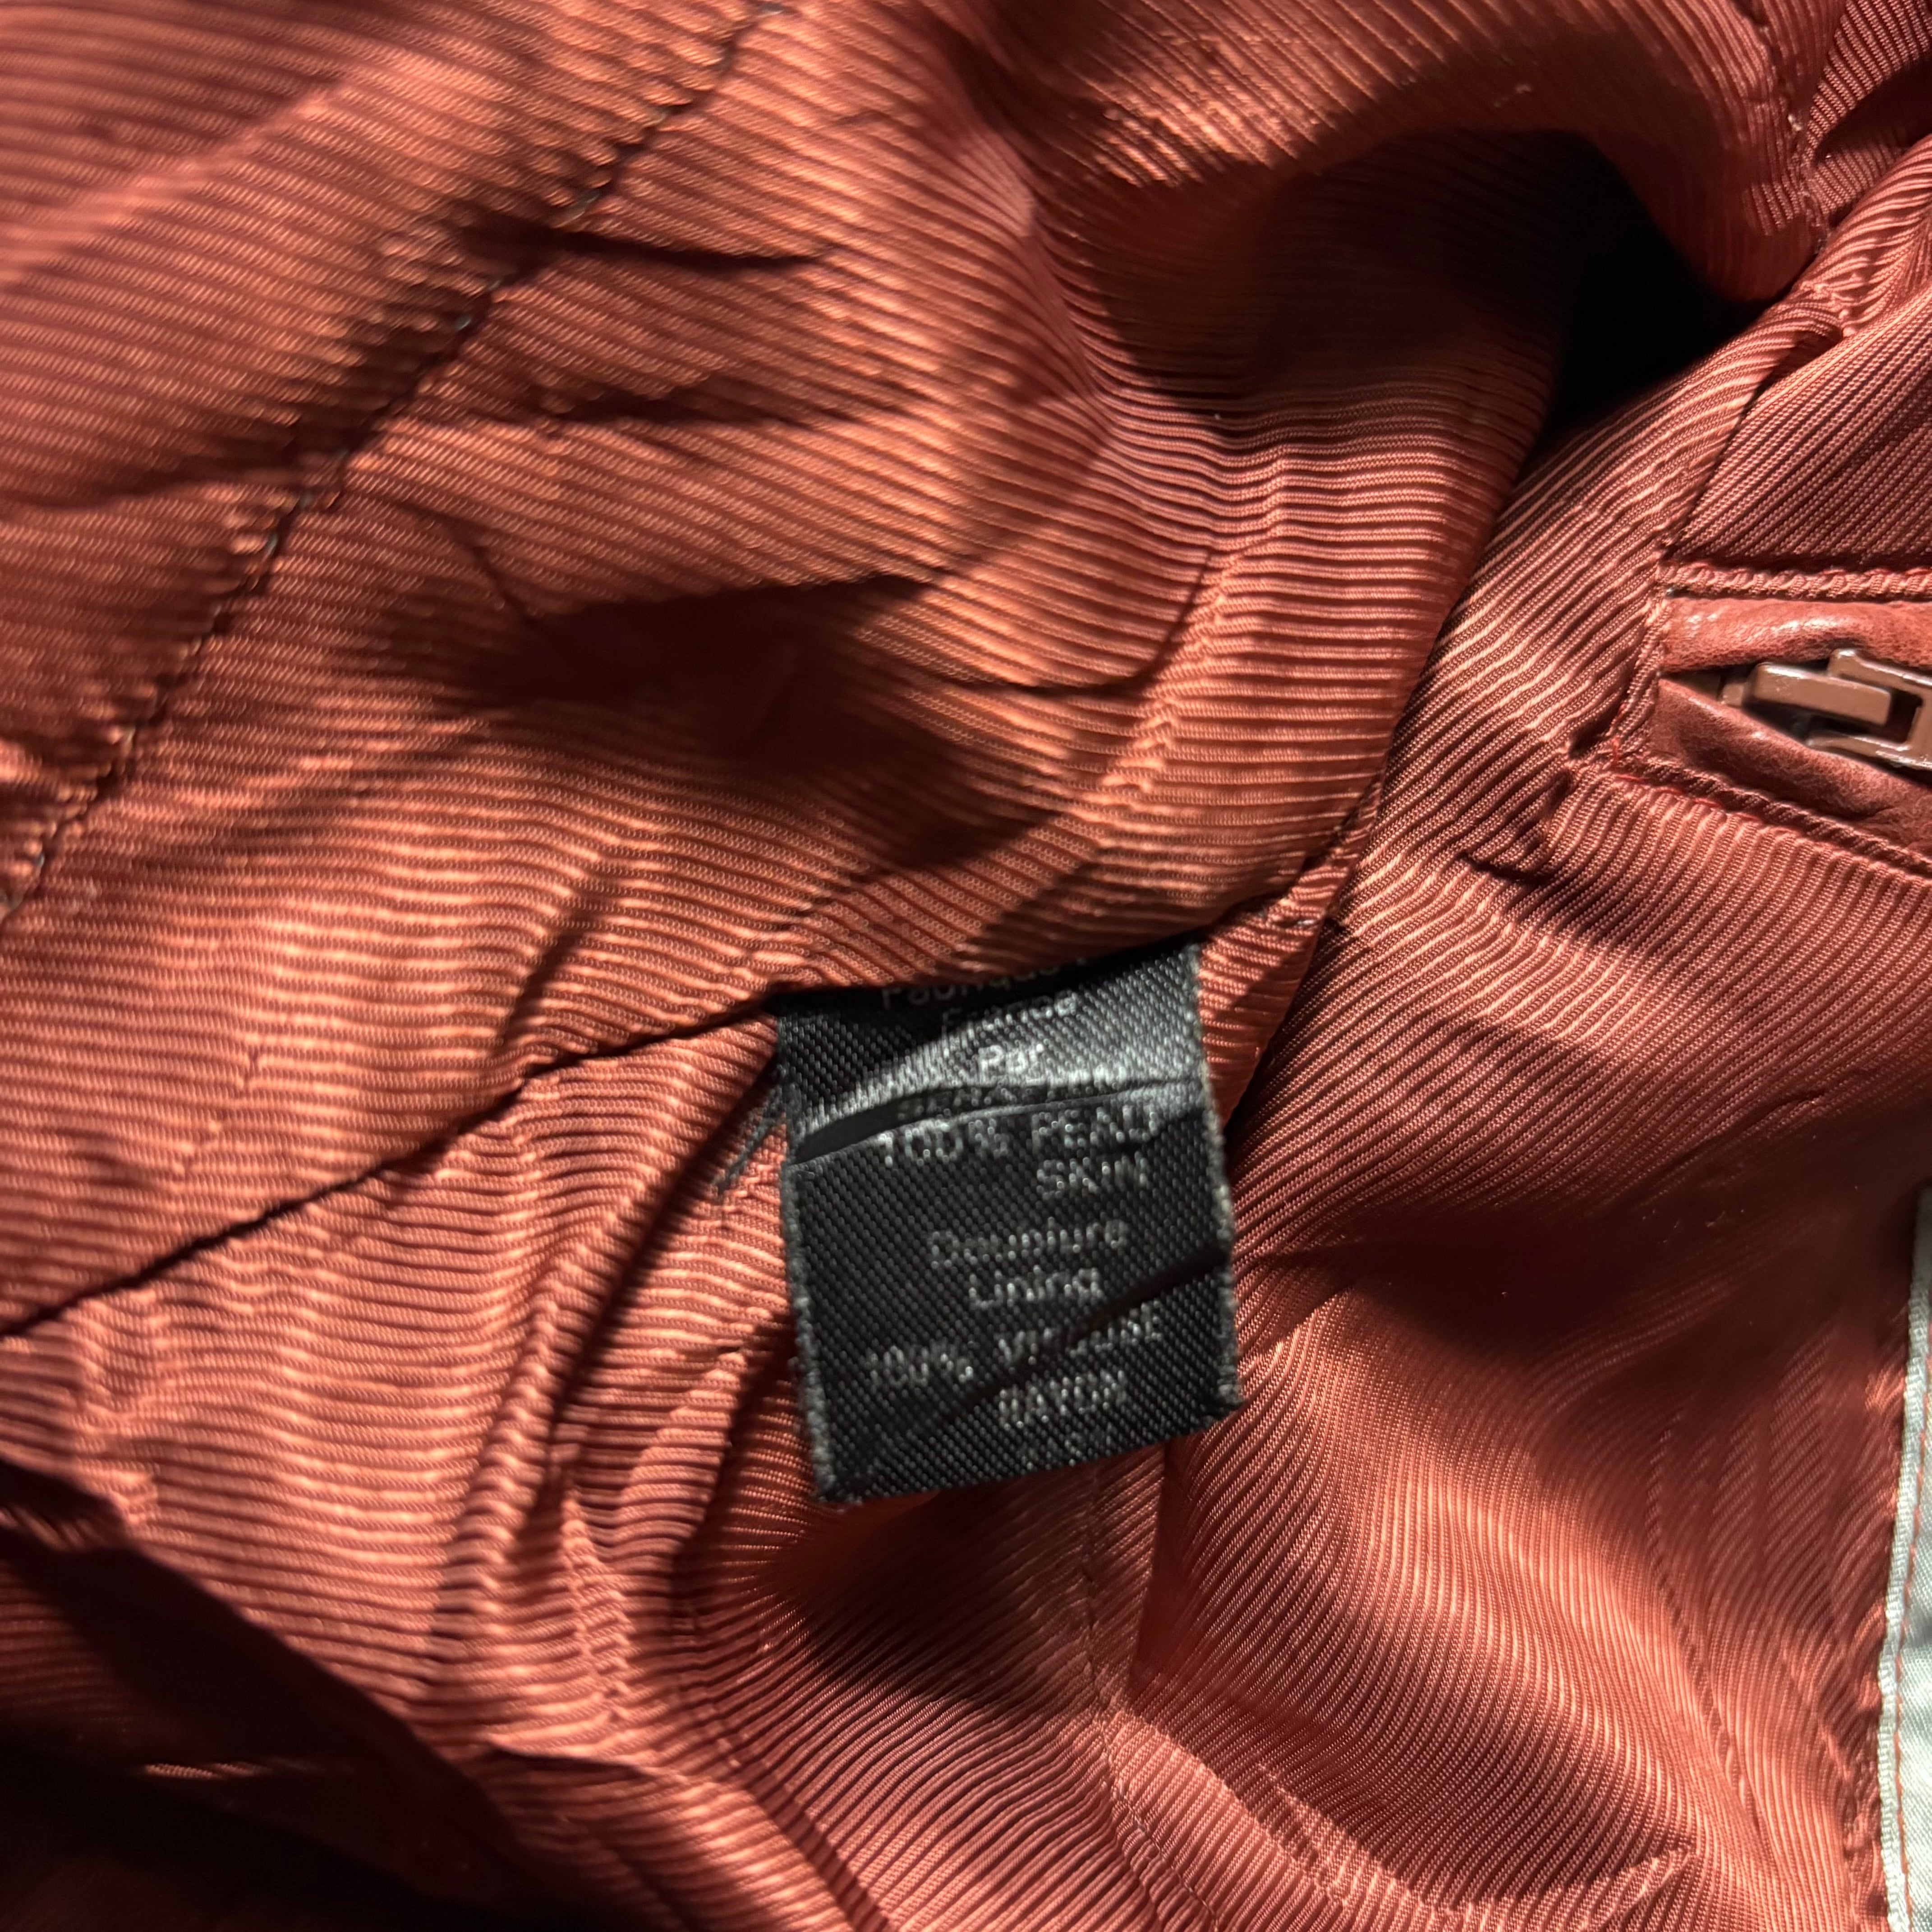 France
Par
100% PEAU
SKIN
Doublure
Lining
100% VISCOSE
RAYON